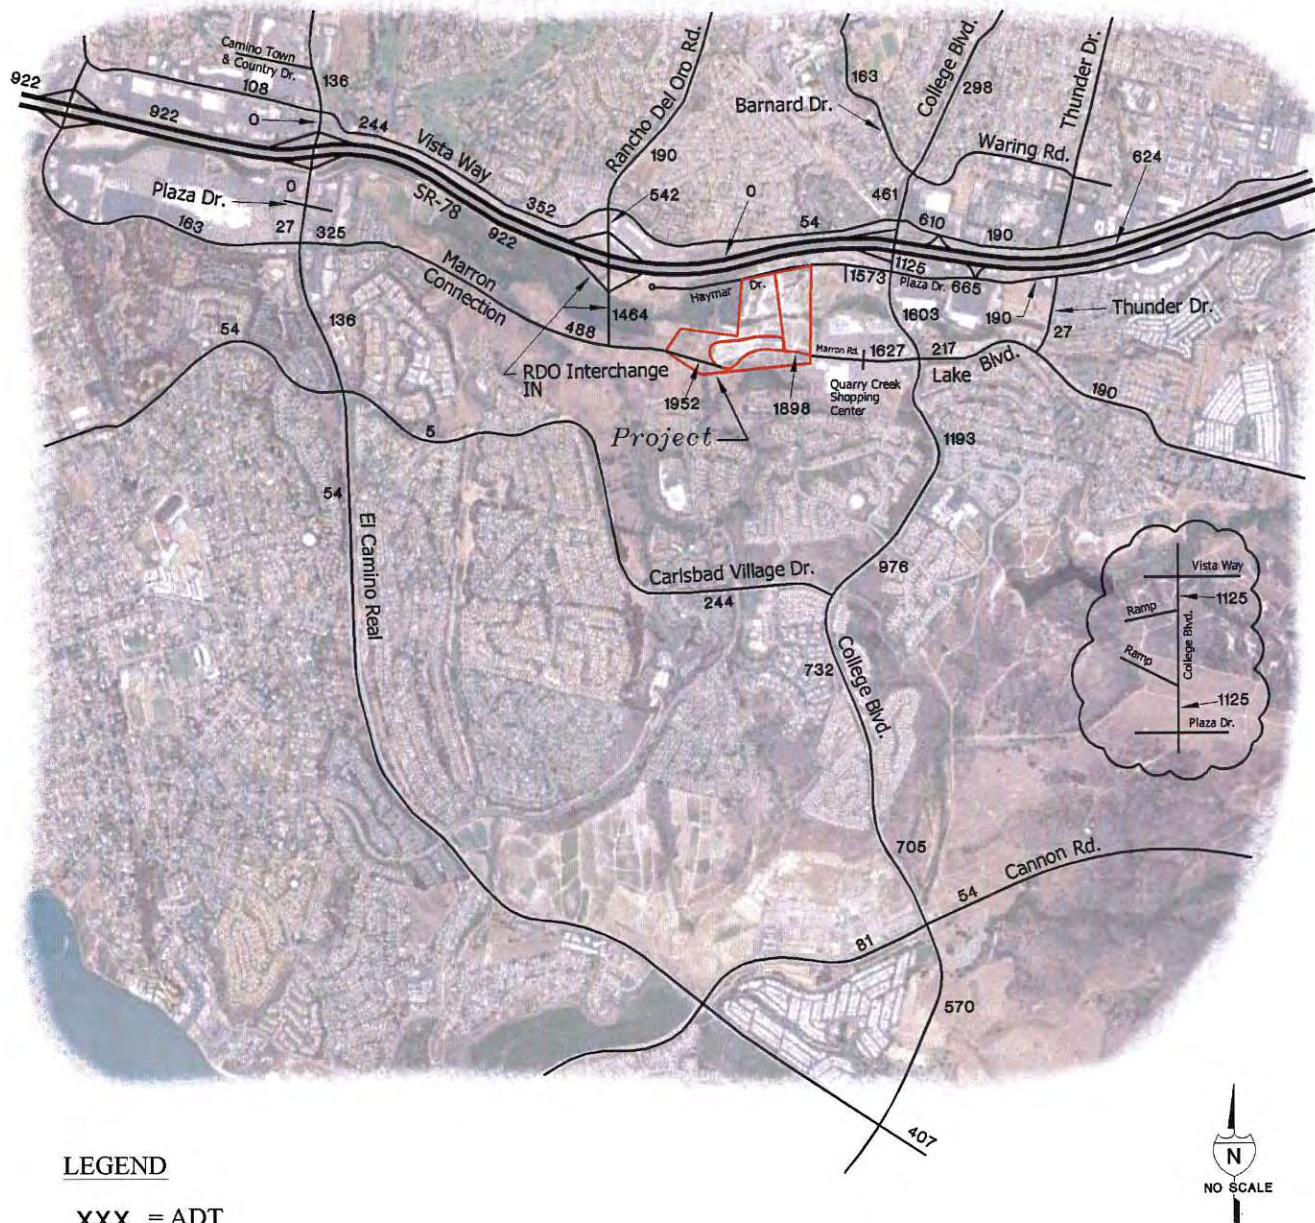 Camino Town
& Country Dr.
136
Rancho Del Oro Rd.
163
College Blvd.
298
Thunder Dr.
922
108
922
0
244
Vista Way
Barnard Dr.
190
Waring Rd.
624
0
Plaza Dr.
SR-78
352
542
0
461
610
54
190
163
27
325
922
1125
1573
Plaza Dr.
665
Haymar Dr.
Marron
Connection
488
1464
1603
190
Thunder Dr.
27
54
136
RDO Interchange
IN
Marron Rd.
1627
217
Lake Blvd.
1952
1898
Quarry Creek
Shopping
Center
190
Project
5
1193
54
El Camino Real
Carlsbad Village Dr.
244
976
Vista Way
1125
Ramp
College Blvd.
Ramp
1125
Plaza Dr.
732
College Blvd.
705
Cannon Rd.
54
81
570
407
LEGEND
XXX = ADT
N
NO SCALE